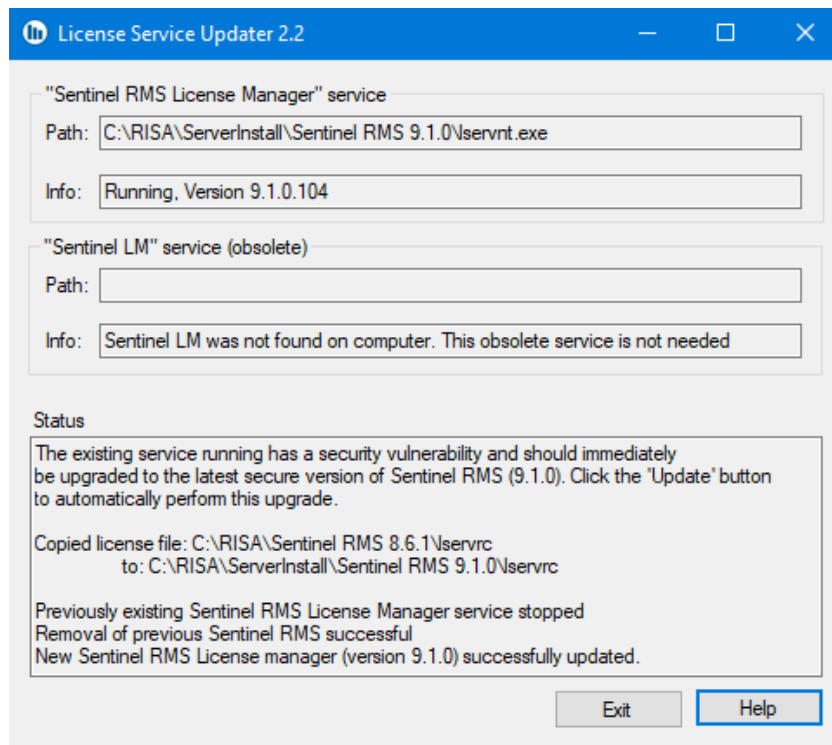 License Service Updater 2.2
"Sentinel RMS License Manager" service
Path: C:\RISA\ServerInstall\Sentinel RMS 9.1.0\lservnt.exe
Info: Running, Version 9.1.0.104
"Sentinel LM" service (obsolete)
Path:
Info: Sentinel LM was not found on computer. This obsolete service is not needed
Status
The existing service running has a security vulnerability and should immediately
be upgraded to the latest secure version of Sentinel RMS (9.1.0). Click the 'Update' button
to automatically perform this upgrade.
Copied license file: C:\RISA\Sentinel RMS 8.6.1\lservrc
to: C:\RISA\ServerInstall\Sentinel RMS 9.1.0\lservrc
Previously existing Sentinel RMS License Manager service stopped
Removal of previous Sentinel RMS successful
New Sentinel RMS License manager (version 9.1.0) successfully updated.
Exit Help